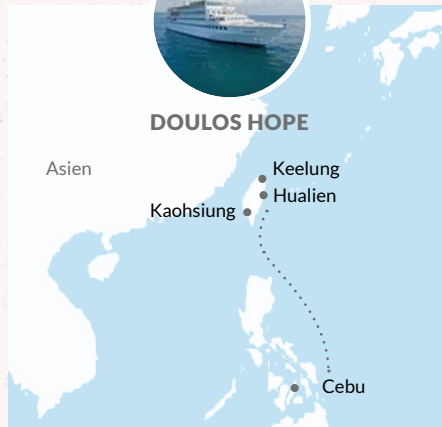 DOULOS HOPE
Asien
Keelung
Hualien
Kaohsiung
Cebu